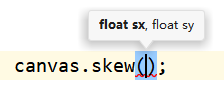 float sx, float sy
canvas.skew();